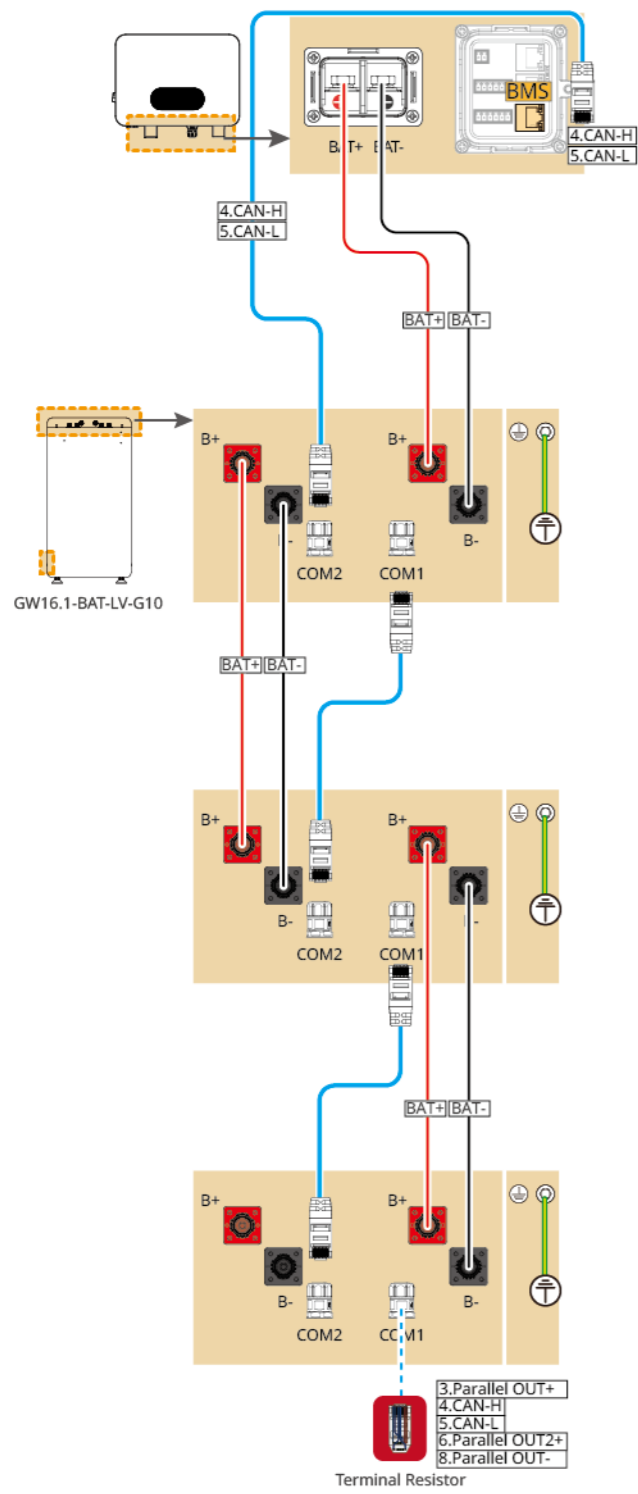 BMS
BAT+ BAT-
4.CAN-H
5.CAN-L
4.CAN-H
5.CAN-L
BAT+ BAT-
B+ B+
B- B-
COM2 COM1
GW16.1-BAT-LV-G10
BAT+ BAT-
B+ B+
B- B-
COM2 COM1
BAT+ BAT-
B+ B+
B- B-
COM2 COM1
3.Parallel OUT+
4.CAN-H
5.CAN-L
6.Parallel OUT2+
8.Parallel OUT-
Terminal Resistor